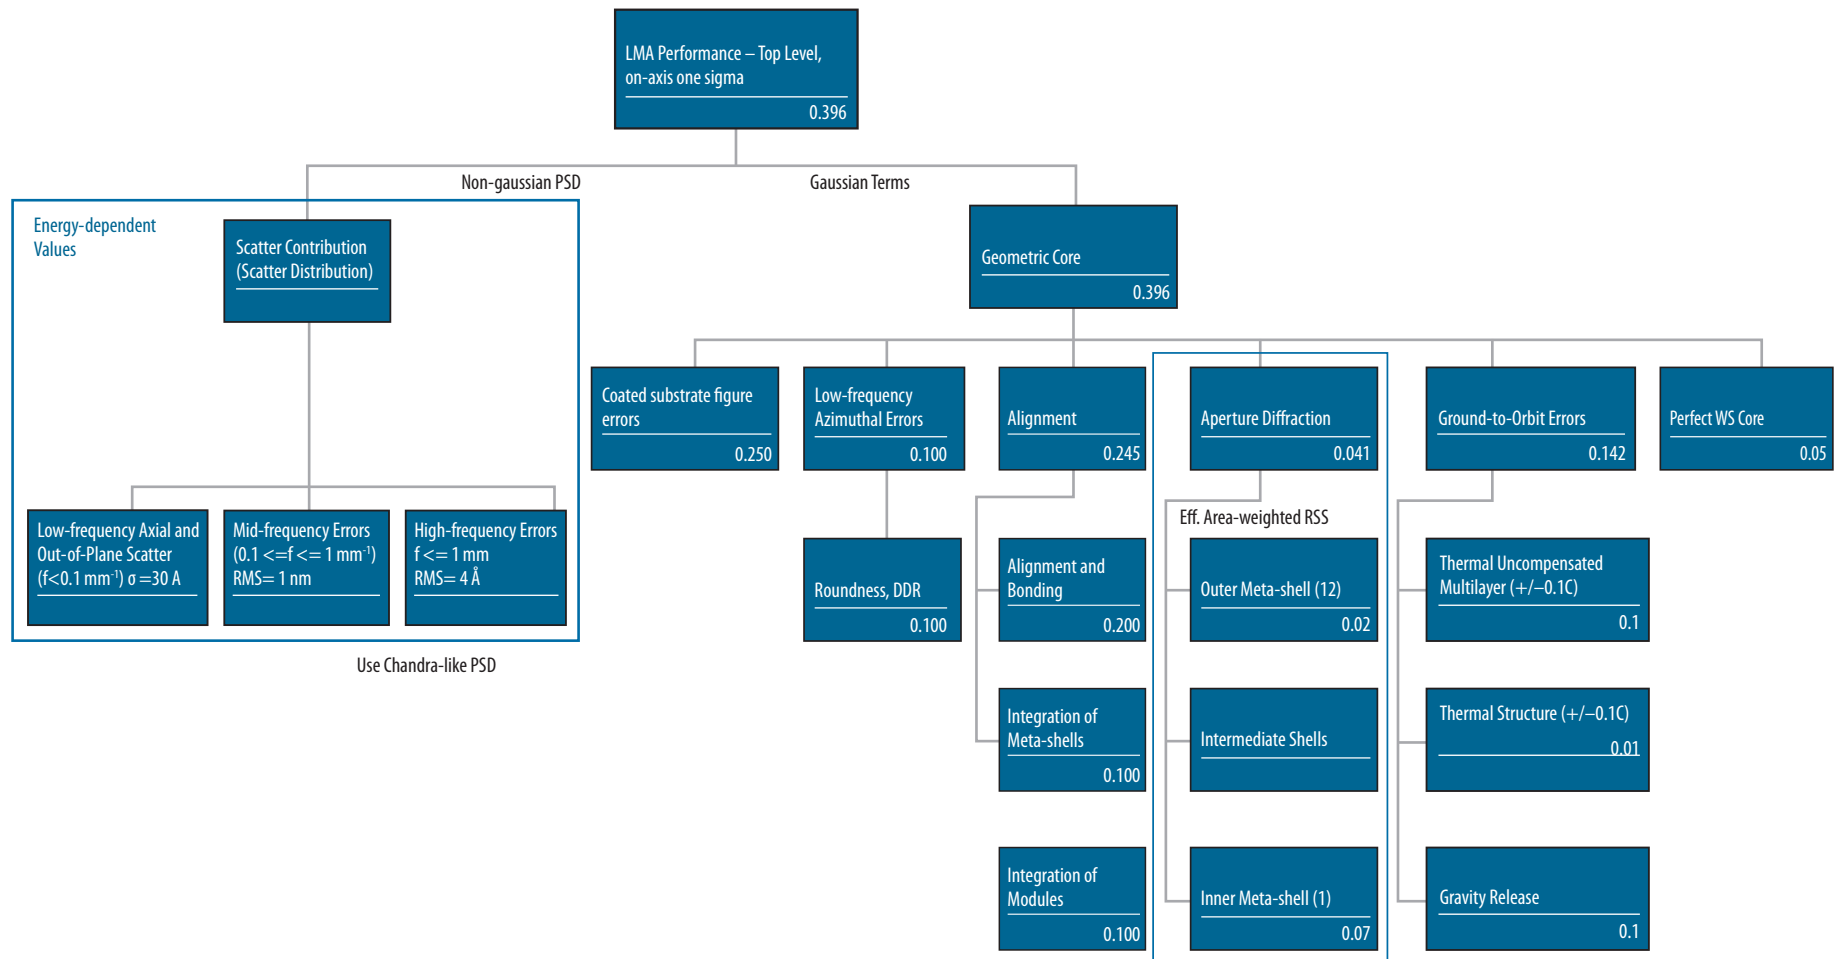 LMA Performance – Top Level,
on-axis one sigma
0.396
Non-gaussian PSD
Gaussian Terms
Energy-dependent
Values
Scatter Contribution
(Scatter Distribution)
Geometric Core
0.396
Coated substrate figure
errors
0.250
Low-frequency
Azimuthal Errors
0.100
Alignment
0.245
Aperture Diffraction
0.041
Ground-to-Orbit Errors
0.142
Perfect WS Core
0.05
Low-frequency Axial and
Out-of-Plane Scatter
(f<0.1 mm⁻¹) σ =30 A
Mid-frequency Errors
(0.1 <=f <= 1 mm⁻¹)
RMS= 1 nm
High-frequency Errors
f <= 1 mm
RMS= 4 Å
Use Chandra-like PSD
Roundness, DDR
0.100
Alignment and
Bonding
0.200
Eff. Area-weighted RSS
Outer Meta-shell (12)
0.02
Thermal Uncompensated
Multilayer (+/–0.1C)
0.1
Integration of
Meta-shells
0.100
Intermediate Shells
Thermal Structure (+/–0.1C)
0.01
Integration of
Modules
0.100
Inner Meta-shell (1)
0.07
Gravity Release
0.1